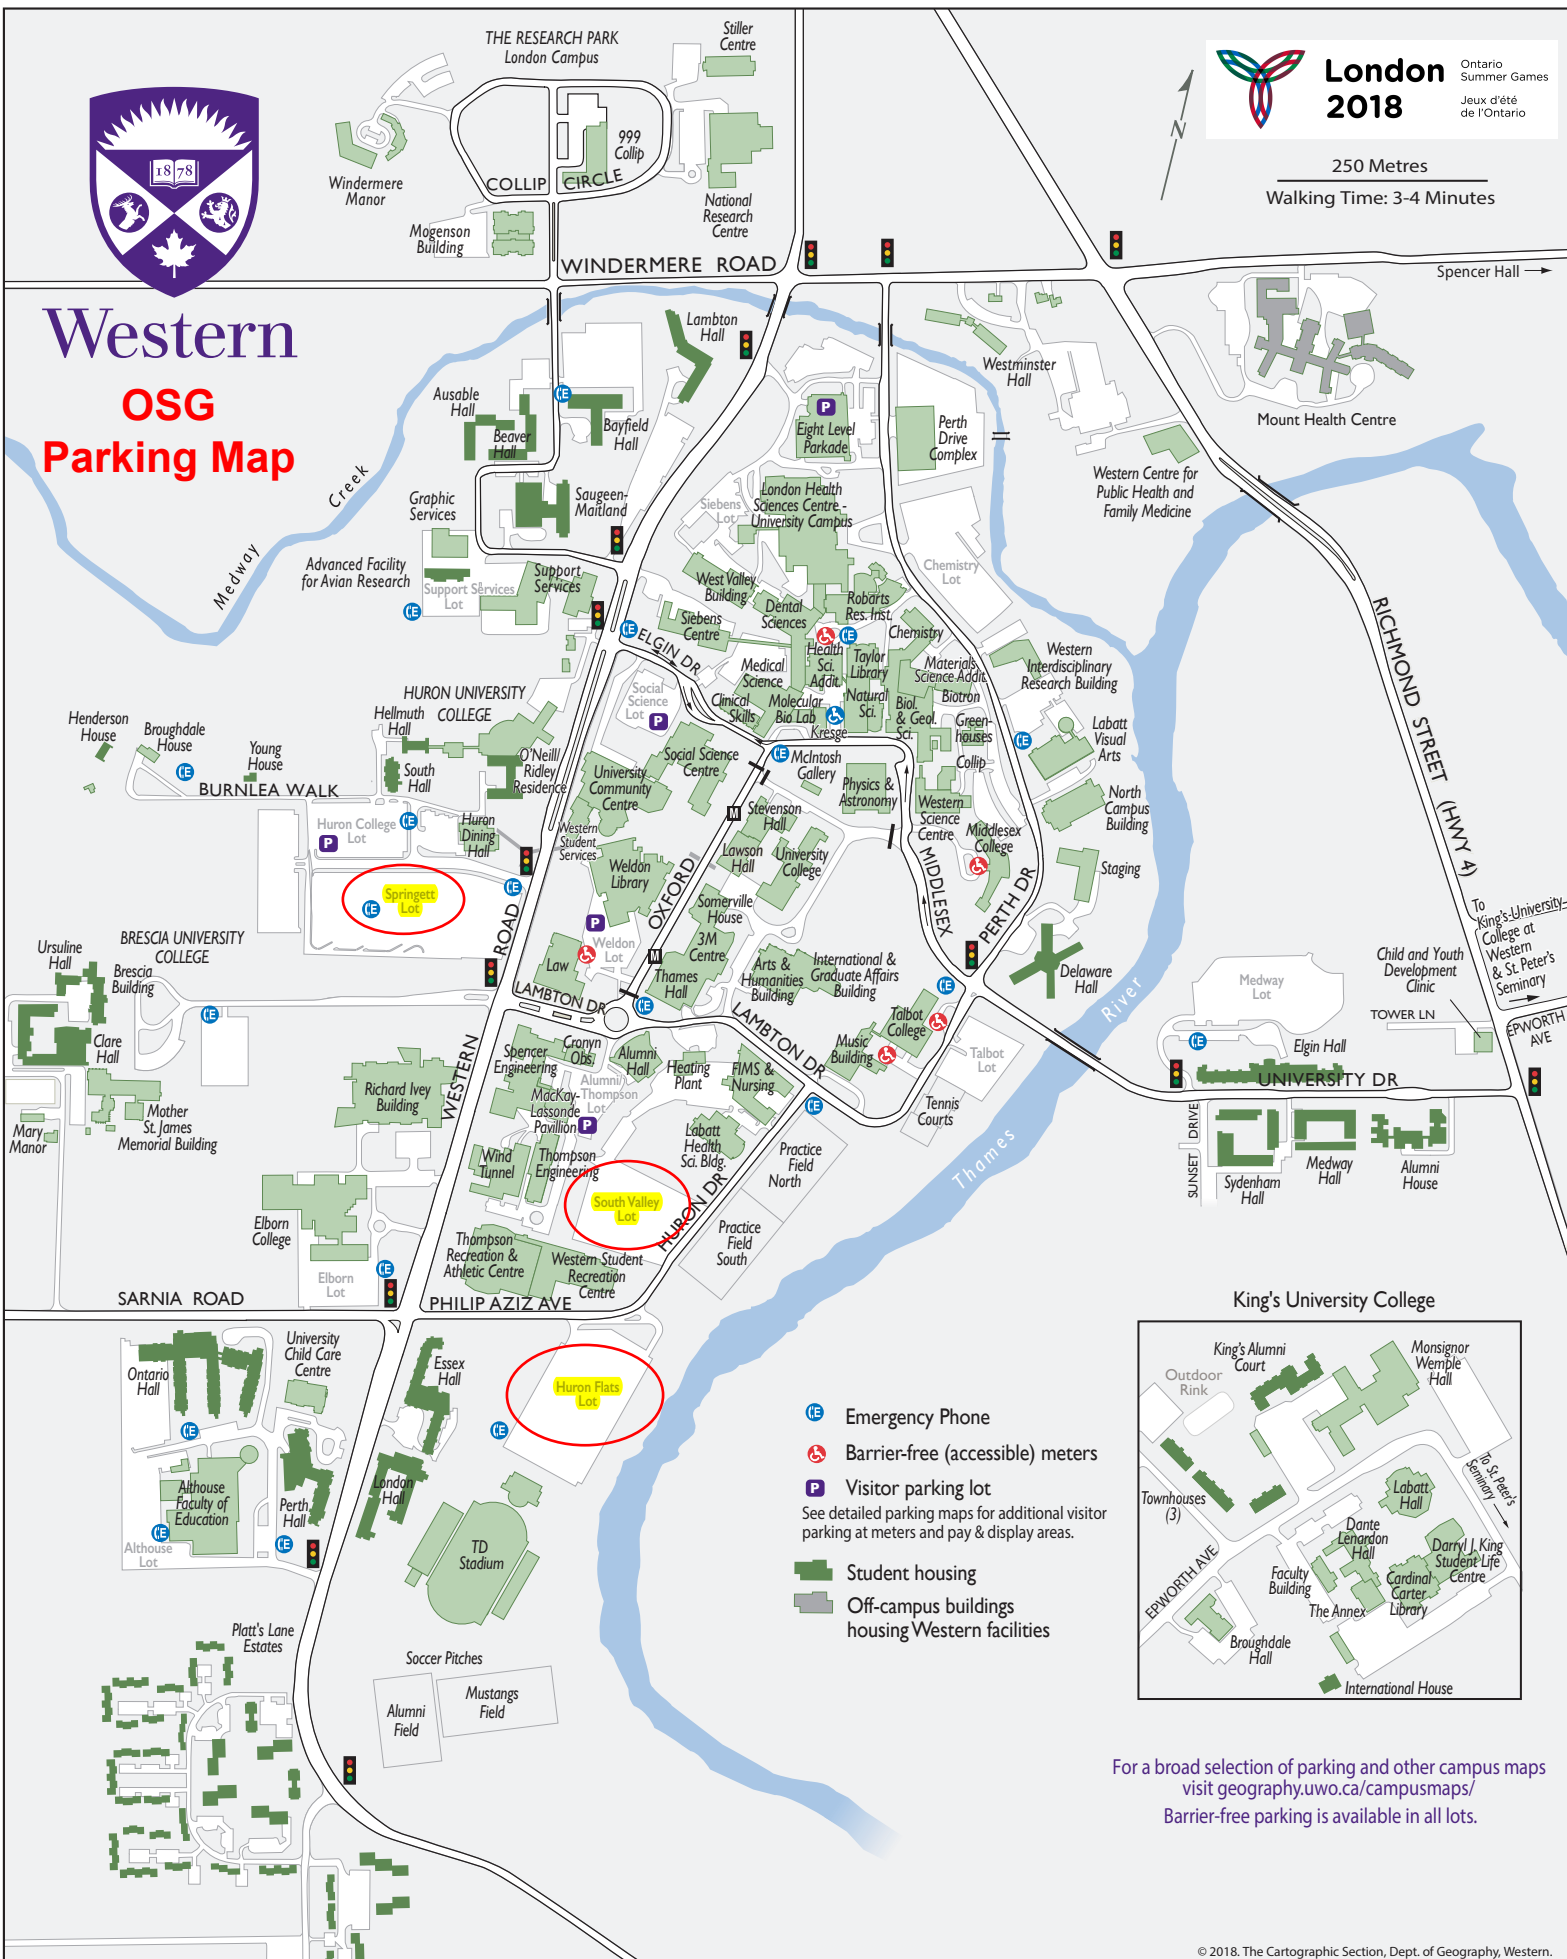 THE RESEARCH PARK
London Campus
Stiller
Centre
London
2018
Ontario
Summer Games
Jeux d'été
de l'Ontario
N
250 Metres
Walking Time: 3-4 Minutes
1878
Western
OSG
Parking Map
Windermere
Manor
999
Collip
COLLIP CIRCLE
National
Research
Centre
Mogenson
Building
WINDERMERE ROAD
Spencer Hall
Lambton
Hall
Westminster
Hall
Mount Health Centre
Ausable
Hall
Beaver
Hall
Bayfield
Hall
P
Eight Level
Parkade
Perth
Drive
Complex
Western Centre for
Public Health and
Family Medicine
Medway Creek
Graphic
Services
Saugeen-
Maitland
Siebens
Lot
London Health
Sciences Centre -
University Campus
Chemistry
Lot
Advanced Facility
for Avian Research
Support Services
Lot
Support
Services
West Valley
Building
Dental
Sciences
Robarts
Res. Inst.
Siebens
Centre
Chemistry
ELGIN DR
Health
Sci.
Addit.
Taylor
Library
Materials
Science Addit.
Western
Interdisciplinary
Research Building
RICHMOND STREET (HWY 4)
Medical
Science
Biotron
HURON UNIVERSITY
COLLEGE
Social
Science
Lot
P
Clinical
Skills
Molecular
Bio Lab
Natural
Sci.
Biol.
& Geol.
Sci.
Green-
houses
Kresge
Labatt
Visual
Arts
Henderson
House
Broughdale
House
Young
House
Hellmuth
Hall
South
Hall
O'Neill/
Ridley
Residence
Social Science
Centre
McIntosh
Gallery
Collip
BURNLEA WALK
University
Community
Centre
Physics &
Astronomy
Western
Science
Centre
North
Campus
Building
Huron College
Lot
P
Huron
Dining
Hall
Western
Student
Services
M
Stevenson
Hall
Lawson
Hall
University
College
Middlesex
College
Staging
Weldon
Library
OXFORD
MIDDLESEX
PERTH DR
Springett
Lot
Somerville
House
P
Weldon
Lot
3M
Centre
M
To
King's University
College at
Western
& St. Peter's
Seminary
BRESCIA UNIVERSITY
COLLEGE
Ursuline
Hall
Brescia
Building
Law
Thames
Hall
Arts &
Humanities
Building
International &
Graduate Affairs
Building
Delaware
Hall
Child and Youth
Development
Clinic
Medway
Lot
TOWER LN
EPWORTH
AVE
WESTERN ROAD
LAMBTON DR
LAMBTON DR
Talbot
College
Music
Building
Talbot
Lot
River
Elgin Hall
UNIVERSITY DR
Clare
Hall
Spencer
Engineering
Cronyn
Obs.
Alumni
Hall
Heating
Plant
FIMS &
Nursing
Richard Ivey
Building
Alumni/
Thompson
Lot
MacKay-
Lassonde
Pavillion
P
Tennis
Courts
Mary
Manor
Mother
St. James
Memorial Building
Labatt
Health
Sci. Bldg.
Practice
Field
North
Thames
SUNSET DRIVE
Sydenham
Hall
Medway
Hall
Alumni
House
Wind
Tunnel
Thompson
Engineering
South Valley
Lot
HURON DR
Practice
Field
South
Elborn
College
Elborn
Lot
Thompson
Recreation &
Athletic Centre
Western Student
Recreation
Centre
SARNIA ROAD
PHILIP AZIZ AVE
King's University College
Ontario
Hall
University
Child Care
Centre
Essex
Hall
Huron Flats
Lot
King's Alumni
Court
Outdoor
Rink
Monsignor
Wemple
Hall
To St. Peter's
Seminary
Emergency Phone
Barrier-free (accessible) meters
P
Visitor parking lot
See detailed parking maps for additional visitor
parking at meters and pay & display areas.
Student housing
Off-campus buildings
housing Western facilities
Althouse
Faculty of
Education
Althouse
Lot
Perth
Hall
London
Hall
TD
Stadium
Townhouses
(3)
Labatt
Hall
Dante
Lenardon
Hall
Darryl J. King
Student Life
Centre
EPWORTH AVE
Faculty
Building
Cardinal
Carter
Library
The Annex
Broughdale
Hall
International House
Platt's Lane
Estates
Soccer Pitches
Alumni
Field
Mustangs
Field
For a broad selection of parking and other campus maps
visit geography.uwo.ca/campusmaps/
Barrier-free parking is available in all lots.
© 2018. The Cartographic Section, Dept. of Geography, Western.